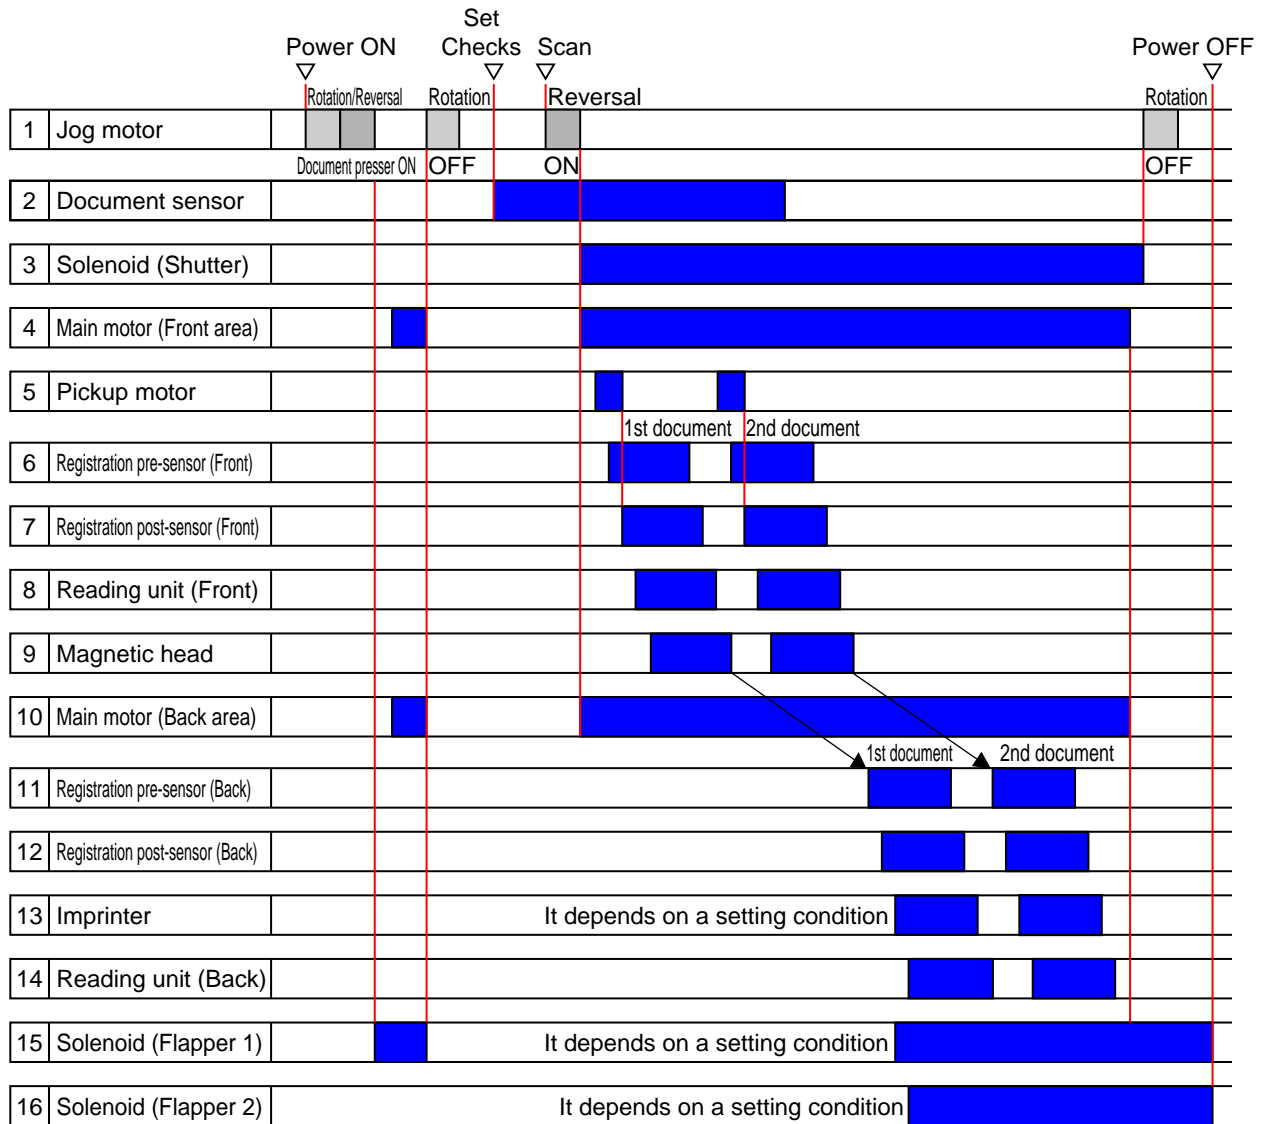 Set
Power ON Checks Scan Power OFF
Rotation/Reversal Rotation Reversal Rotation
1 Jog motor
Document presser ON OFF ON OFF
2 Document sensor
3 Solenoid (Shutter)
4 Main motor (Front area)
5 Pickup motor
1st document 2nd document
6 Registration pre-sensor (Front)
7 Registration post-sensor (Front)
8 Reading unit (Front)
9 Magnetic head
10 Main motor (Back area)
1st document 2nd document
11 Registration pre-sensor (Back)
12 Registration post-sensor (Back)
13 Imprinter It depends on a setting condition
14 Reading unit (Back)
15 Solenoid (Flapper 1) It depends on a setting condition
16 Solenoid (Flapper 2) It depends on a setting condition